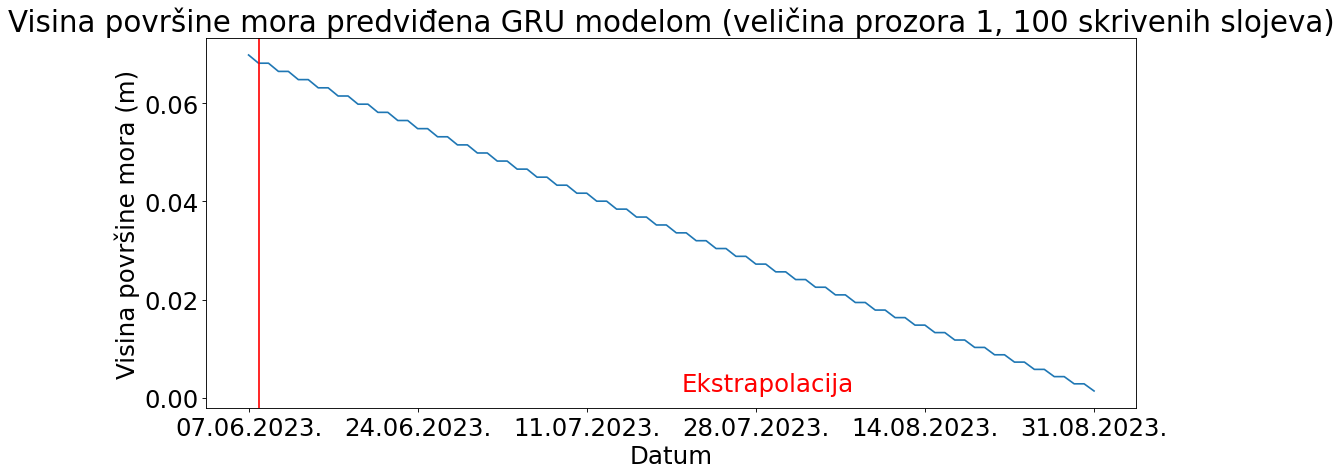 Visina površine mora predviđena GRU modelom (veličina prozora 1, 100 skrivenih slojeva)
Visina površine mora (m)
0.06
0.04
0.02
0.00
Ekstrapolacija
07.06.2023. 24.06.2023. 11.07.2023. 28.07.2023. 14.08.2023. 31.08.2023.
Datum